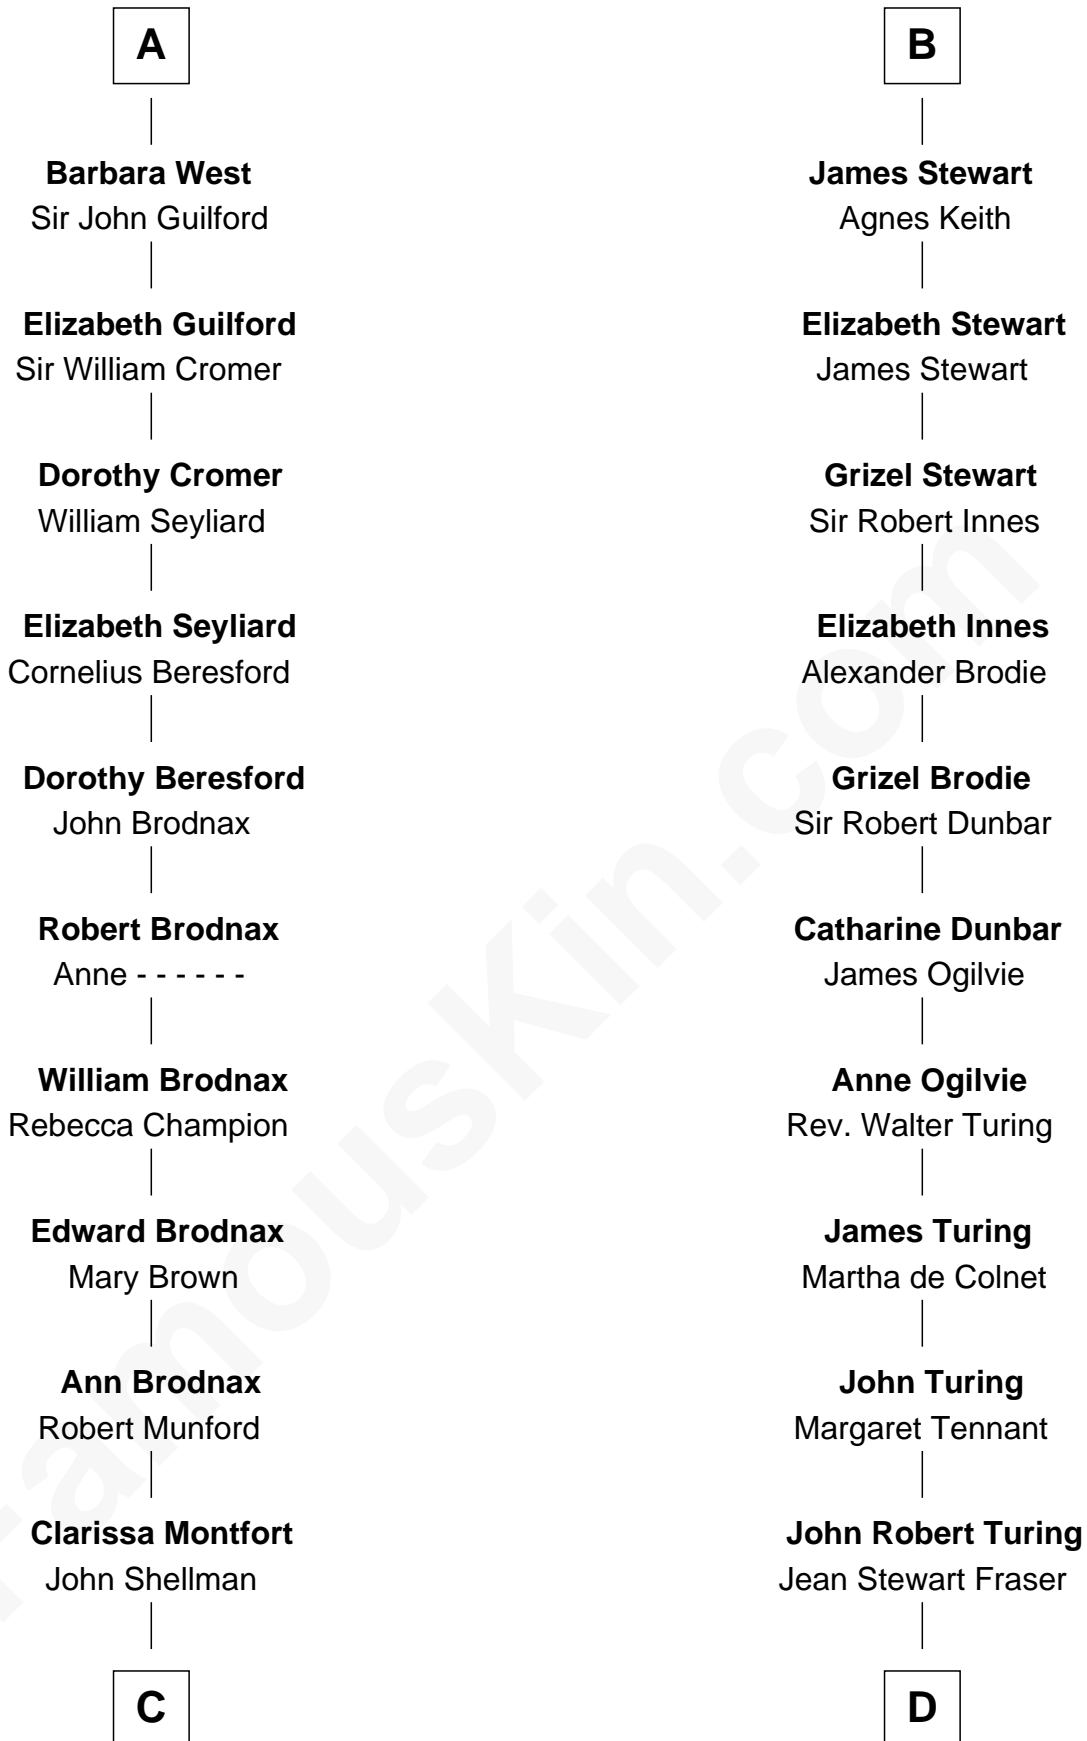 A
Barbara West
Sir John Guilford
Elizabeth Guilford
Sir William Cromer
Dorothy Cromer
William Seyliard
Elizabeth Seyliard
Cornelius Beresford
Dorothy Beresford
John Brodnax
Robert Brodnax
Anne - - - - - -
William Brodnax
Rebecca Champion
Edward Brodnax
Mary Brown
Ann Brodnax
Robert Munford
Clarissa Montfort
John Shellman
C
B
James Stewart
Agnes Keith
Elizabeth Stewart
James Stewart
Grizel Stewart
Sir Robert Innes
Elizabeth Innes
Alexander Brodie
Grizel Brodie
Sir Robert Dunbar
Catharine Dunbar
James Ogilvie
Anne Ogilvie
Rev. Walter Turing
James Turing
Martha de Colnet
John Turing
Margaret Tennant
John Robert Turing
Jean Stewart Fraser
D
FamousKin.com